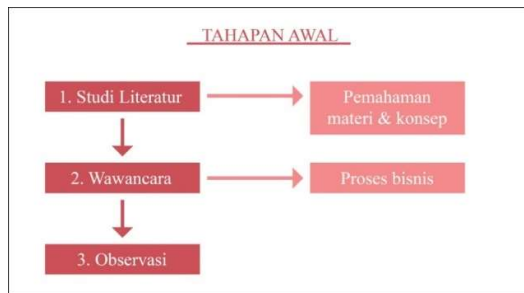 TAHAPAN AWAL
1. Studi Literatur
Pemahaman
materi & konsep
2. Wawancara
Proses bisnis
3. Observasi